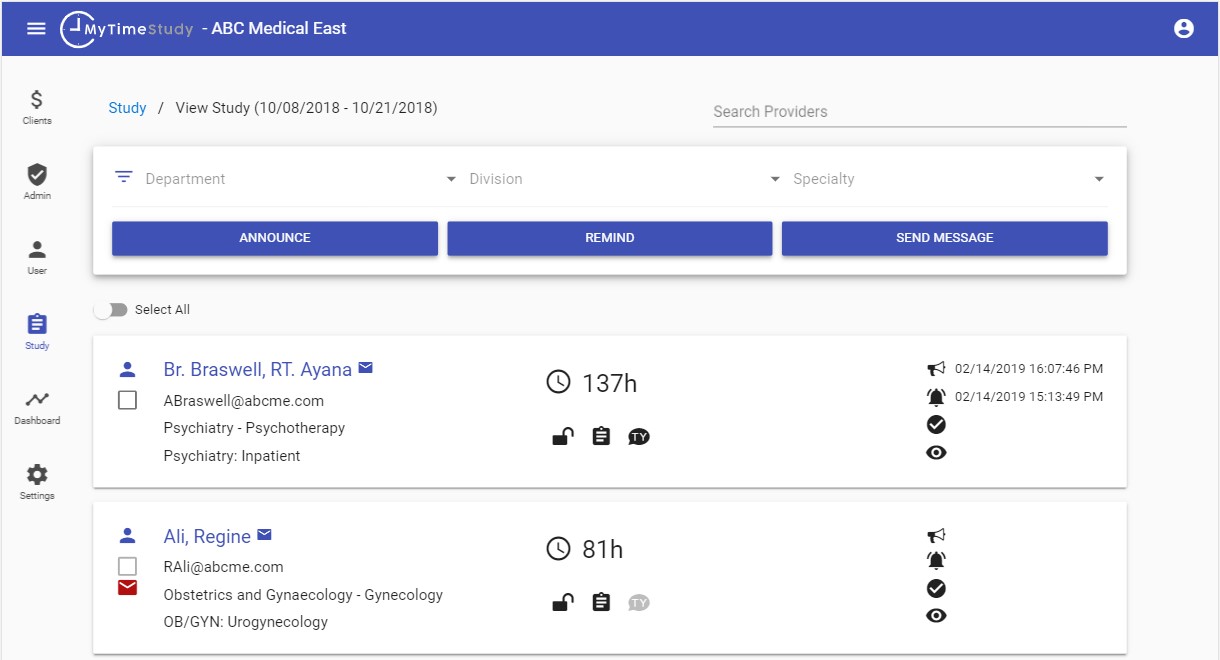 MyTimeStudy - ABC Medical East
Clients
Admin
User
Study
Dashboard
Settings
Study / View Study (10/08/2018 - 10/21/2018)
Search Providers
Department Division Specialty
ANNOUNCE REMIND SEND MESSAGE
Select All
Br. Braswell, RT. Ayana
ABraswell@abcme.com
Psychiatry - Psychotherapy
Psychiatry: Inpatient
137h
TY
02/14/2019 16:07:46 PM
02/14/2019 15:13:49 PM
Ali, Regine
RAli@abcme.com
Obstetrics and Gynaecology - Gynecology
OB/GYN: Urogynecology
81h
TY